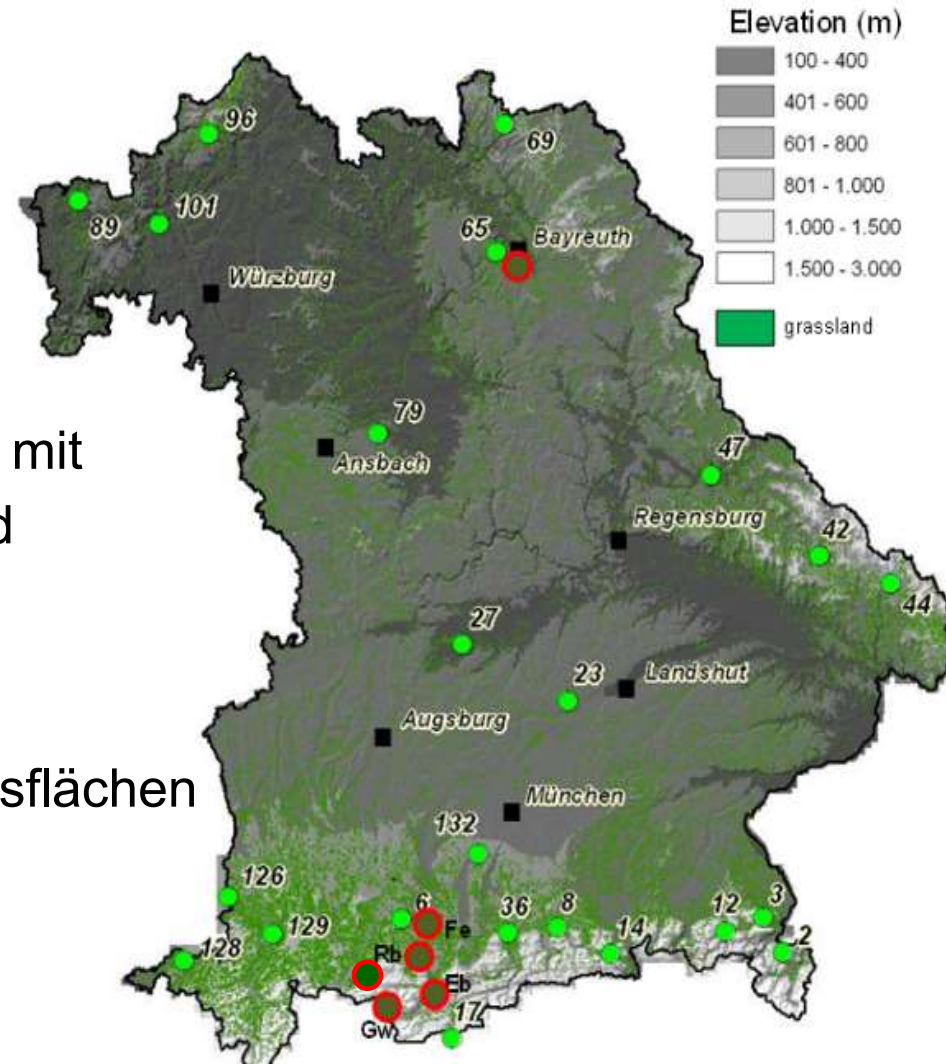 Elevation (m)
100 - 400
401 - 600
601 - 800
801 - 1.000
1.000 - 1.500
1.500 - 3.000
grassland
96
69
89
101
65
Bayreuth
Würzburg
79
Ansbach
mit
d
47
Regensburg
42
44
27
23
Landshut
Augsburg
sflächen
München
132
126
6
Fe
36
8
12
3
129
14
2
128
Rb
Eb
Gw
17